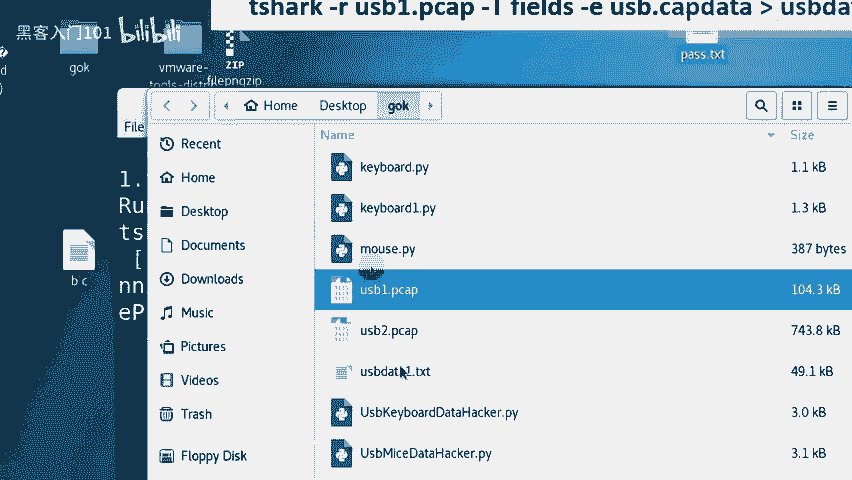 tshark -r usb1.pcap -T fields -e usb.capdata > usbda
黑客入门101 bilibili
ZIP
gok
vmware-
tools-distr
filepngzip
pass.txt
d
)
Home Desktop gok
File
Name Size
Recent
Home
Desktop
Documents
Downloads
Music
Pictures
Videos
Trash
Floppy Disk
keyboard.py 1.1 kB
keyboard1.py 1.3 kB
mouse.py 387 bytes
usb1.pcap 104.3 kB
usb2.pcap 743.8 kB
usbdata1.txt 49.1 kB
UsbKeyboardDataHacker.py 3.0 kB
UsbMiceDataHacker.py 3.1 kB
1.
Ru
ts
[
nn
eP
b c